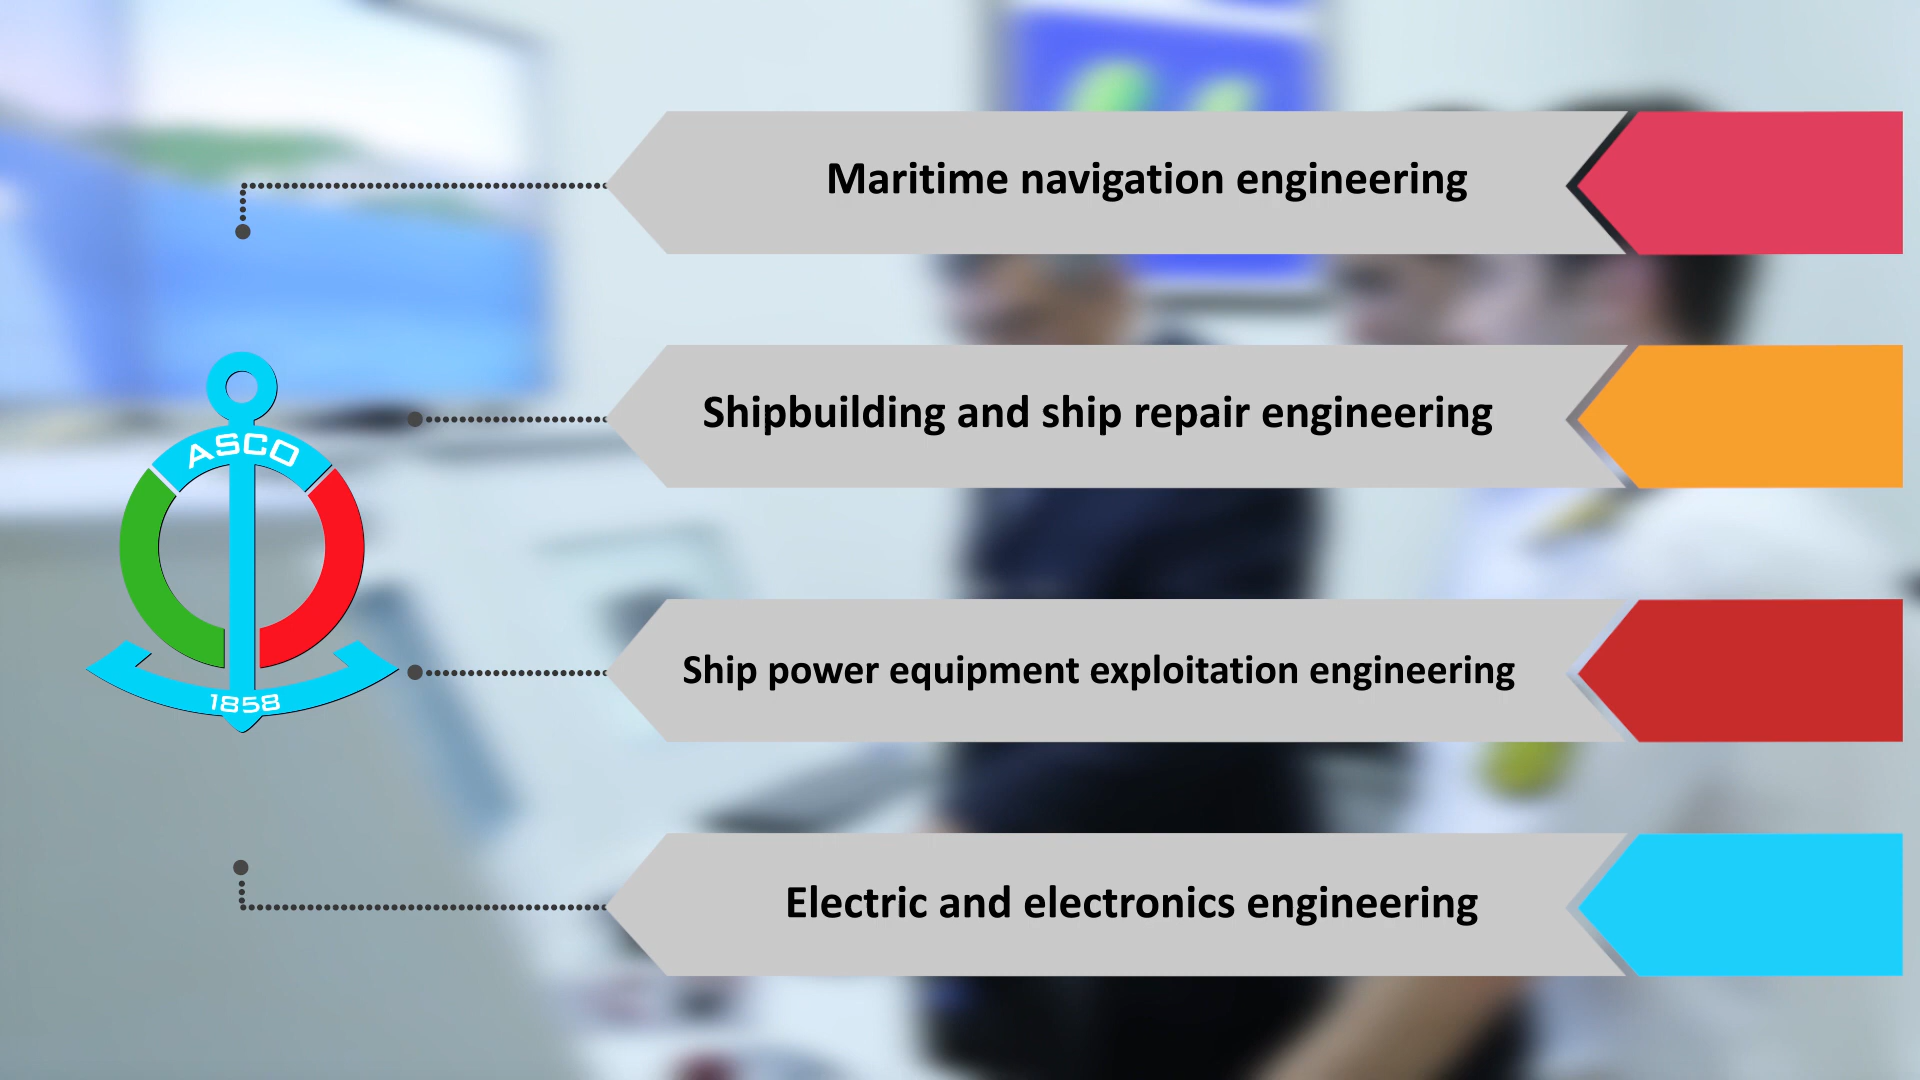 Maritime navigation engineering
Shipbuilding and ship repair engineering
ASCO
Ship power equipment exploitation engineering
1858
Electric and electronics engineering